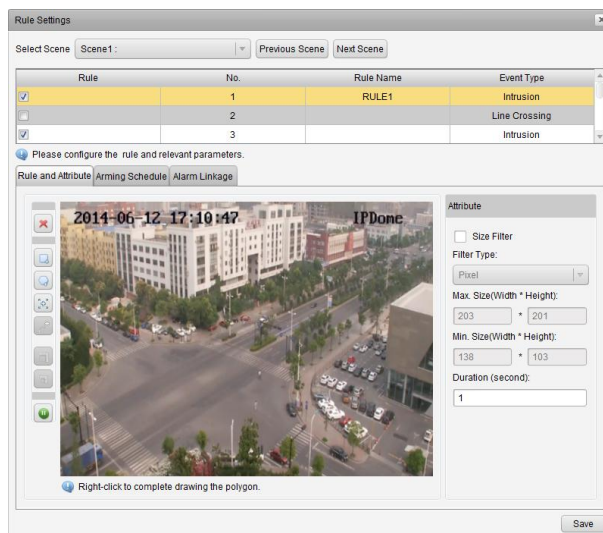 Rule Settings
Select Scene Scene1 : Previous Scene Next Scene
Rule No. Rule Name Event Type
1 RULE1 Intrusion
2 Line Crossing
3 Intrusion
Please configure the rule and relevant parameters.
Rule and Attribute Arming Schedule Alarm Linkage
2014-06-12 17:10:47 IPDome
Attribute
Size Filter
Filter Type:
Pixel
Max. Size(Width * Height):
203 * 201
Min. Size(Width * Height):
138 * 103
Duration (second):
1
Right-click to complete drawing the polygon.
Save